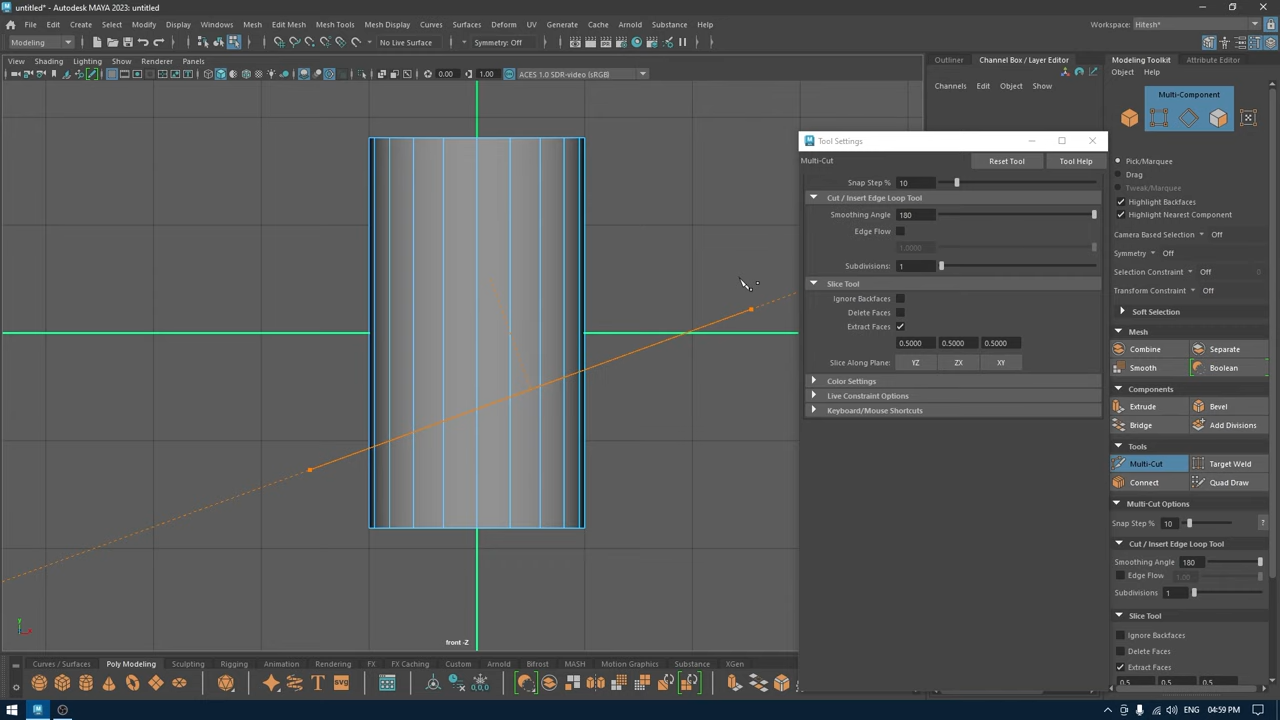 untitled* - Autodesk MAYA 2023: untitled
File Edit Create Select Modify Display Windows Mesh Edit Mesh Mesh Tools Mesh Display Curves Surfaces Deform UV Generate Cache Arnold Substance Help
Workspace: Hitesh*
Modeling No Live Surface Symmetry: Off
View Shading Lighting Show Renderer Panels
0.00 1.00 ACES 1.0 SDR-video (sRGB)
Outliner Channel Box / Layer Editor
Channels Edit Object Show
Modeling Toolkit Attribute Editor
Object Help
Multi-Component
Pick/Marquee
Drag
Tweak/Marquee
Highlight Backfaces
Highlight Nearest Component
Camera Based Selection Off
Symmetry Off
Selection Constraint Off
Transform Constraint Off
Soft Selection
Mesh
Combine Separate
Smooth Boolean
Components
Extrude Bevel
Bridge Add Divisions
Tools
Multi-Cut Target Weld
Connect Quad Draw
Multi-Cut Options
Snap Step % 10 ?
Cut / Insert Edge Loop Tool
Smoothing Angle 180
Edge Flow 1.00
Subdivisions 1
Slice Tool
Ignore Backfaces
Delete Faces
Extract Faces
0.5 0.5 0.5
Tool Settings
Multi-Cut Reset Tool Tool Help
Snap Step % 10
Cut / Insert Edge Loop Tool
Smoothing Angle 180
Edge Flow
1.0000
Subdivisions: 1
Slice Tool
Ignore Backfaces
Delete Faces
Extract Faces
0.5000 0.5000 0.5000
Slice Along Plane: YZ ZX XY
Color Settings
Live Constraint Options
Keyboard/Mouse Shortcuts
y x
front -Z
Curves / Surfaces Poly Modeling Sculpting Rigging Animation Rendering FX FX Caching Custom Arnold Bifrost MASH Motion Graphics Substance XGen
T SVG
ENG 04:59 PM